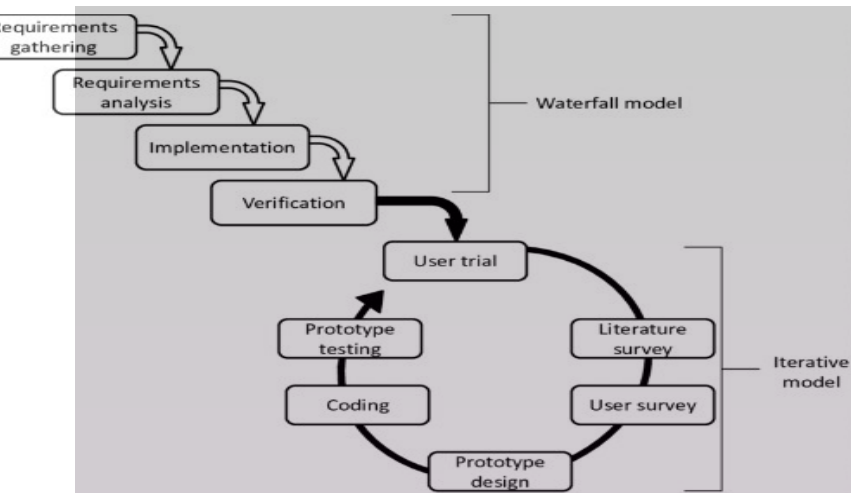 Requirements
gathering
Requirements
analysis
Implementation
Verification
Waterfall model
User trial
Literature
survey
User survey
Prototype
design
Coding
Prototype
testing
Iterative
model